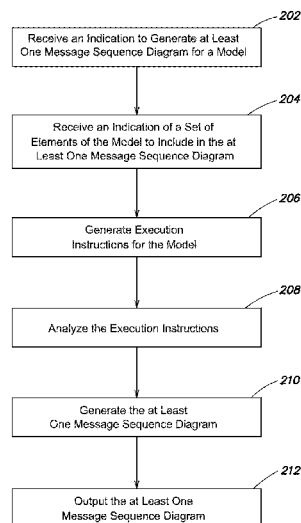 202
Receive an Indication to Generate at Least
One Message Sequence Diagram for a Model
204
Receive an Indication of a Set of
Elements of the Model to Include in the at
Least One Message Sequence Diagram
206
Generate Execution
Instructions for the Model
208
Analyze the Execution Instructions
210
Generate the at Least
One Message Sequence Diagram
212
Output the at Least One
Message Sequence Diagram